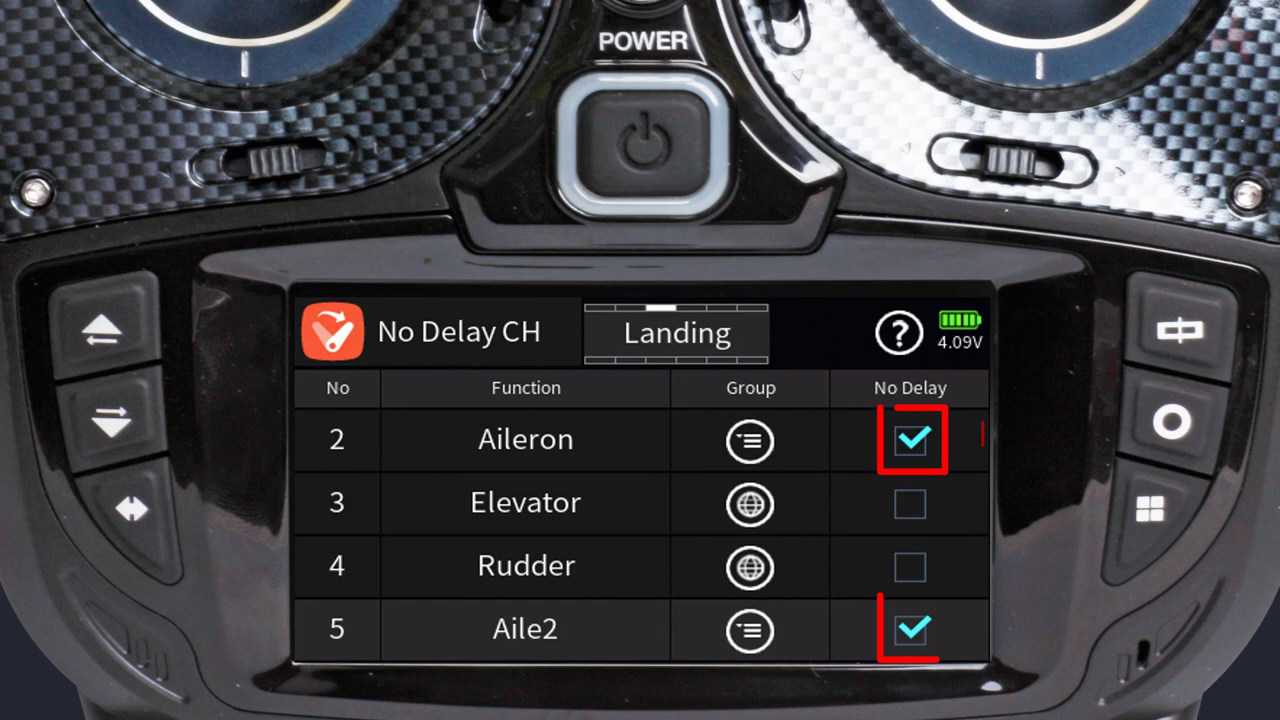 POWER
No Delay CH
Landing
?
4.09V
No Function Group No Delay
2 Aileron
3 Elevator
4 Rudder
5 Aile2